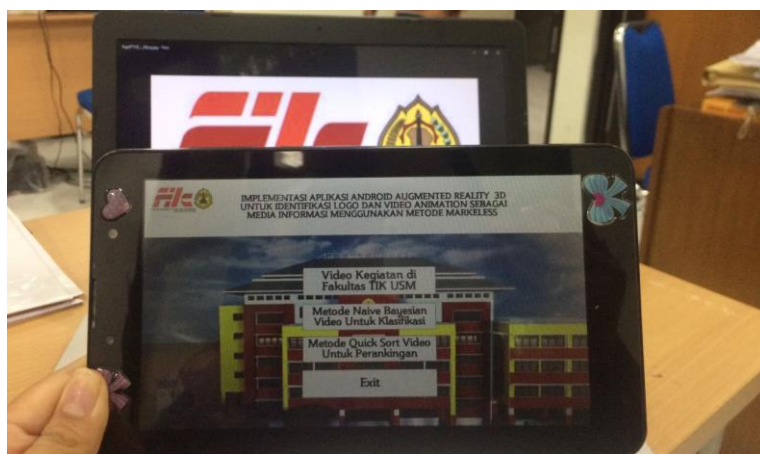 IMPLEMENTASI APLIKASI ANDROID AUGMENTED REALITY 3D
UNTUK IDENTIFIKASI LOGO DAN VIDEO ANIMATION SEBAGAI
MEDIA INFORMASI MENGGUNAKAN METODE MARKELESS
Video Kegiatan di
Fakultas TIK USM
Metode Naive Bayesian
Video Untuk Klasifikasi
Metode Quick Sort Video
Untuk Perankingan
Exit